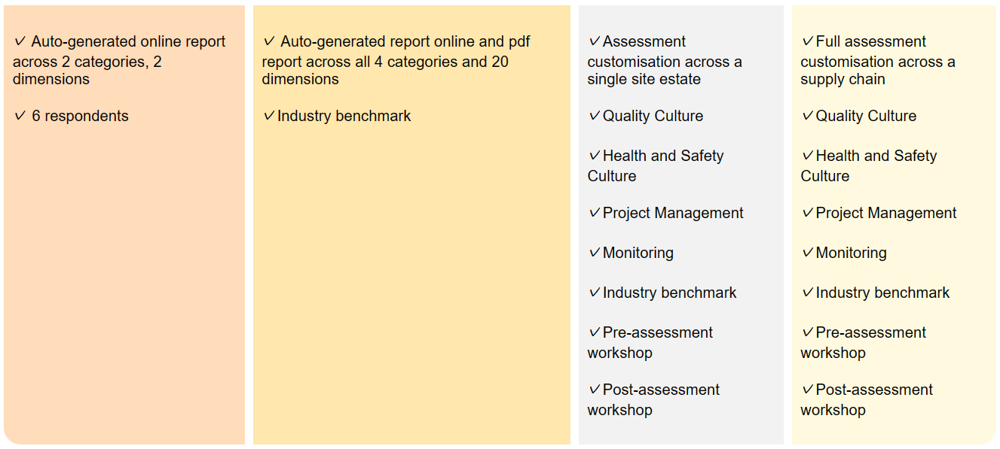 ✓ Auto-generated online report
across 2 categories, 2
dimensions
✓ 6 respondents
✓ Auto-generated report online and pdf
report across all 4 categories and 20
dimensions
✓Industry benchmark
✓Assessment
customisation across a
single site estate
✓Quality Culture
✓Health and Safety
Culture
✓Project Management
✓Monitoring
✓Industry benchmark
✓Pre-assessment
workshop
✓Post-assessment
workshop
✓Full assessment
customisation across a
supply chain
✓Quality Culture
✓Health and Safety
Culture
✓Project Management
✓Monitoring
✓Industry benchmark
✓Pre-assessment
workshop
✓Post-assessment
workshop